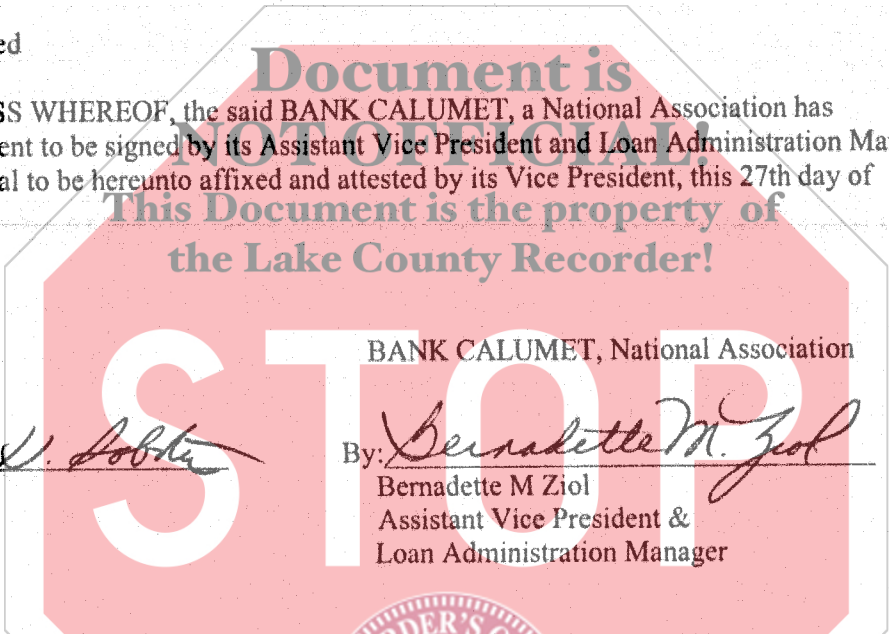 ed
Document is
SS WHEREOF, the said BANK CALUMET, a National Association has
NOT OFFICIAL!
ent to be signed by its Assistant Vice President and Loan Administration Ma
al to be hereunto affixed and attested by its Vice President, this 27th day of
This Document is the property of
the Lake County Recorder!
STOP
BANK CALUMET, National Association
By: Bernadette M. Ziol
Bernadette M Ziol
Assistant Vice President &
Loan Administration Manager
RDER'S